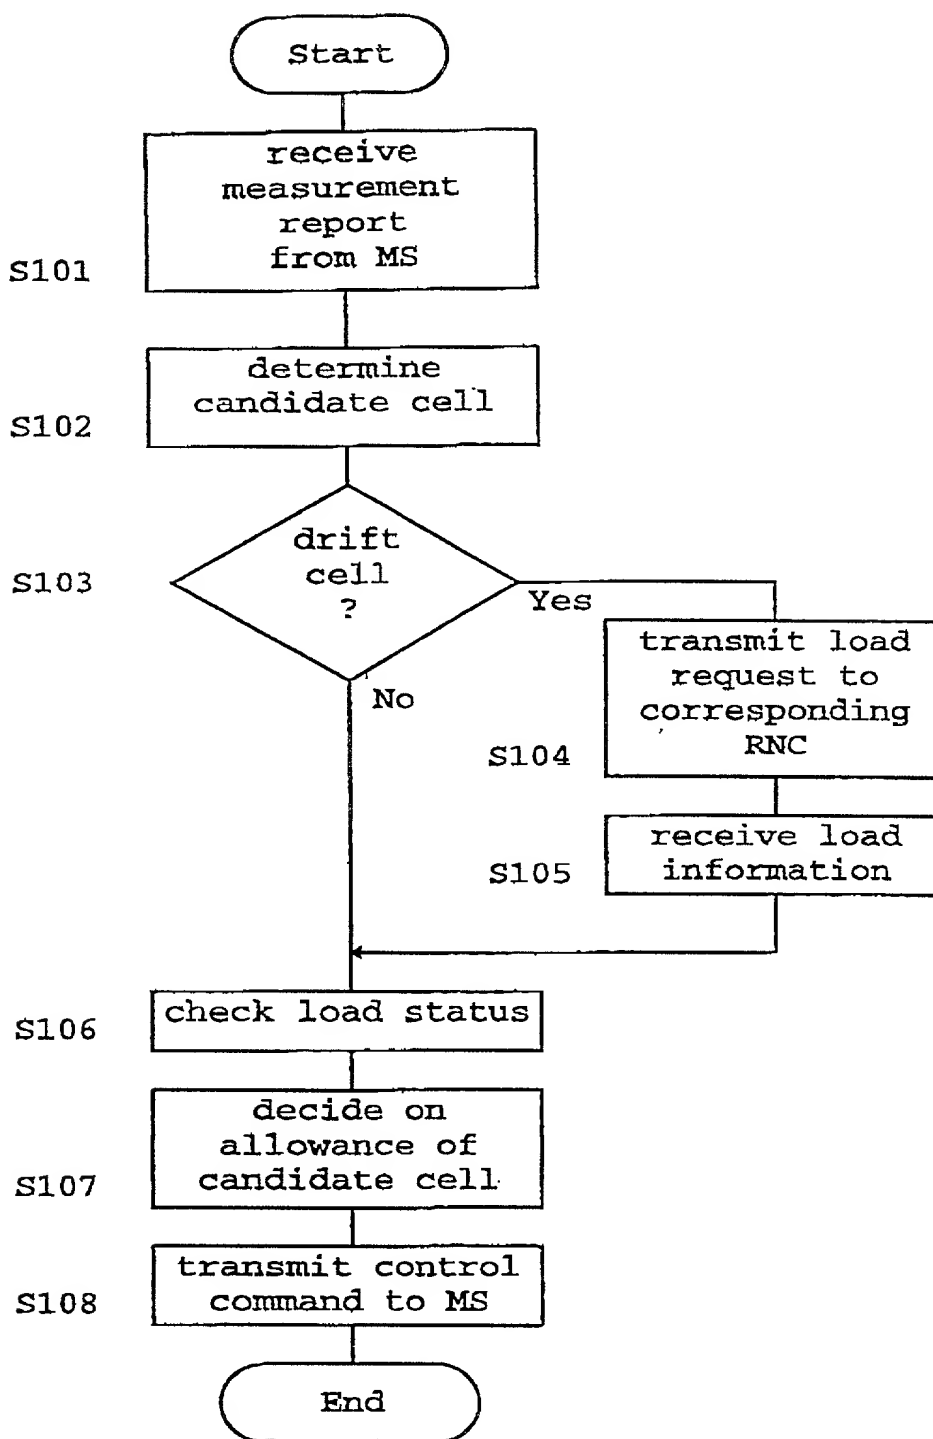 Start
receive
measurement
report
from MS
S101
determine
candidate cell
S102
drift
cell
?
S103
Yes
No
transmit load
request to
corresponding
RNC
S104
receive load
information
S105
check load status
S106
decide on
allowance of
candidate cell
S107
transmit control
command to MS
S108
End